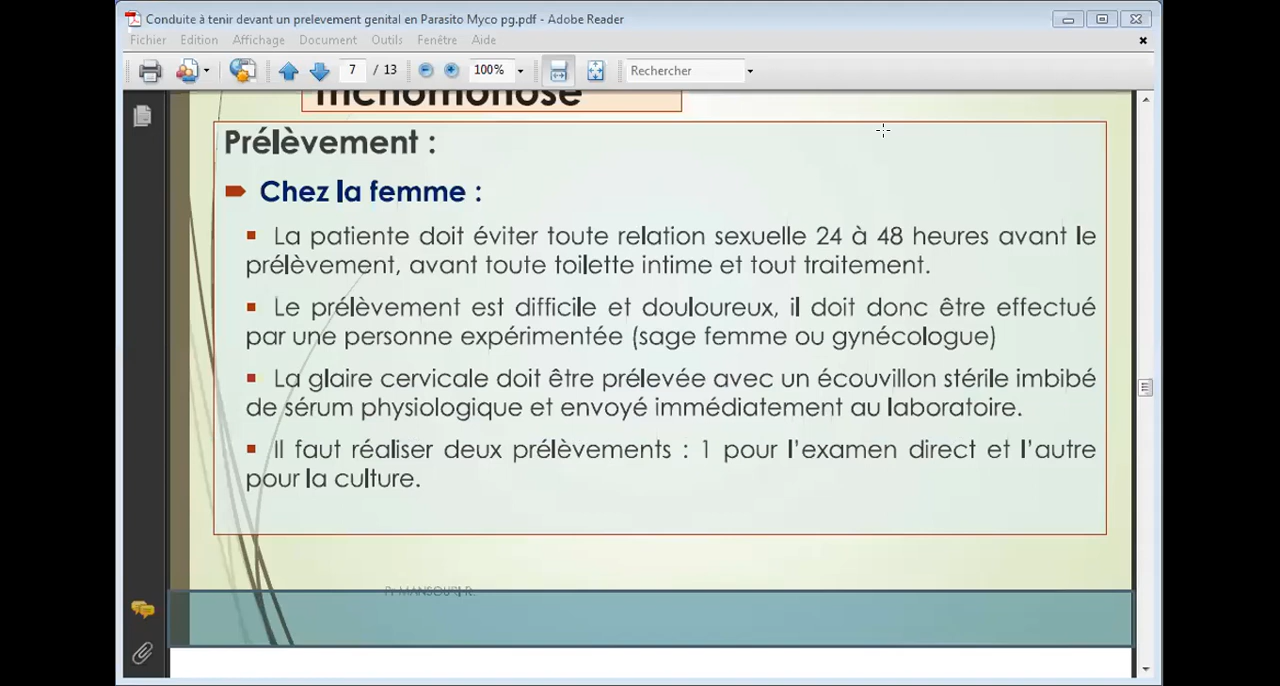 Conduite à tenir devant un prelevement genital en Parasito Myco pg.pdf - Adobe Reader
Fichier Edition Affichage Document Outils Fenêtre Aide
7 / 13 100% Rechercher
Trichomonose
Prélèvement :
Chez la femme :
La patiente doit éviter toute relation sexuelle 24 à 48 heures avant le
prélèvement, avant toute toilette intime et tout traitement.
Le prélèvement est difficile et douloureux, il doit donc être effectué
par une personne expérimentée (sage femme ou gynécologue)
La glaire cervicale doit être prélevée avec un écouvillon stérile imbibé
de sérum physiologique et envoyé immédiatement au laboratoire.
Il faut réaliser deux prélèvements : 1 pour l’examen direct et l’autre
pour la culture.
Pr MANSOURI R.